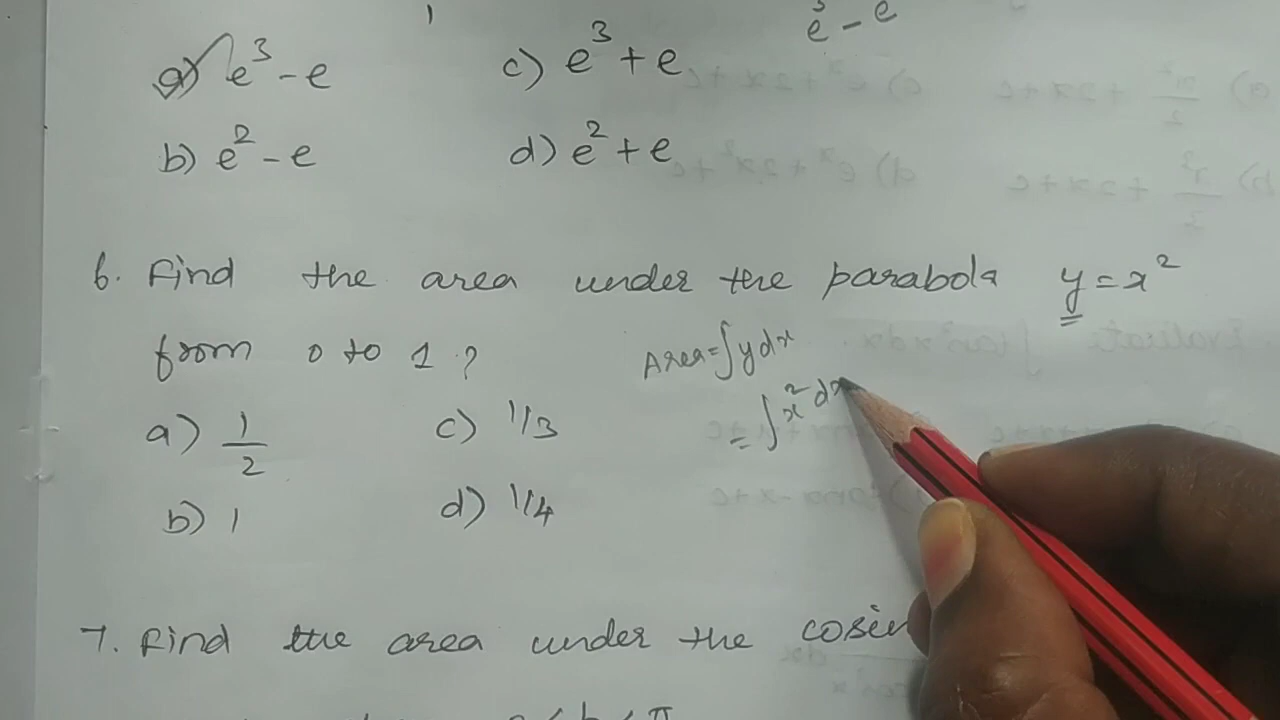 e³ - e
a) e³ - e c) e³ + e
b) e² - e d) e² + e
6. Find the area under the parabola y = x²
from 0 to 1 ?
Area = ∫ y dx
= ∫ x² dx
a) 1/2 c) 1/3
b) 1 d) 1/4
7. Find the area under the